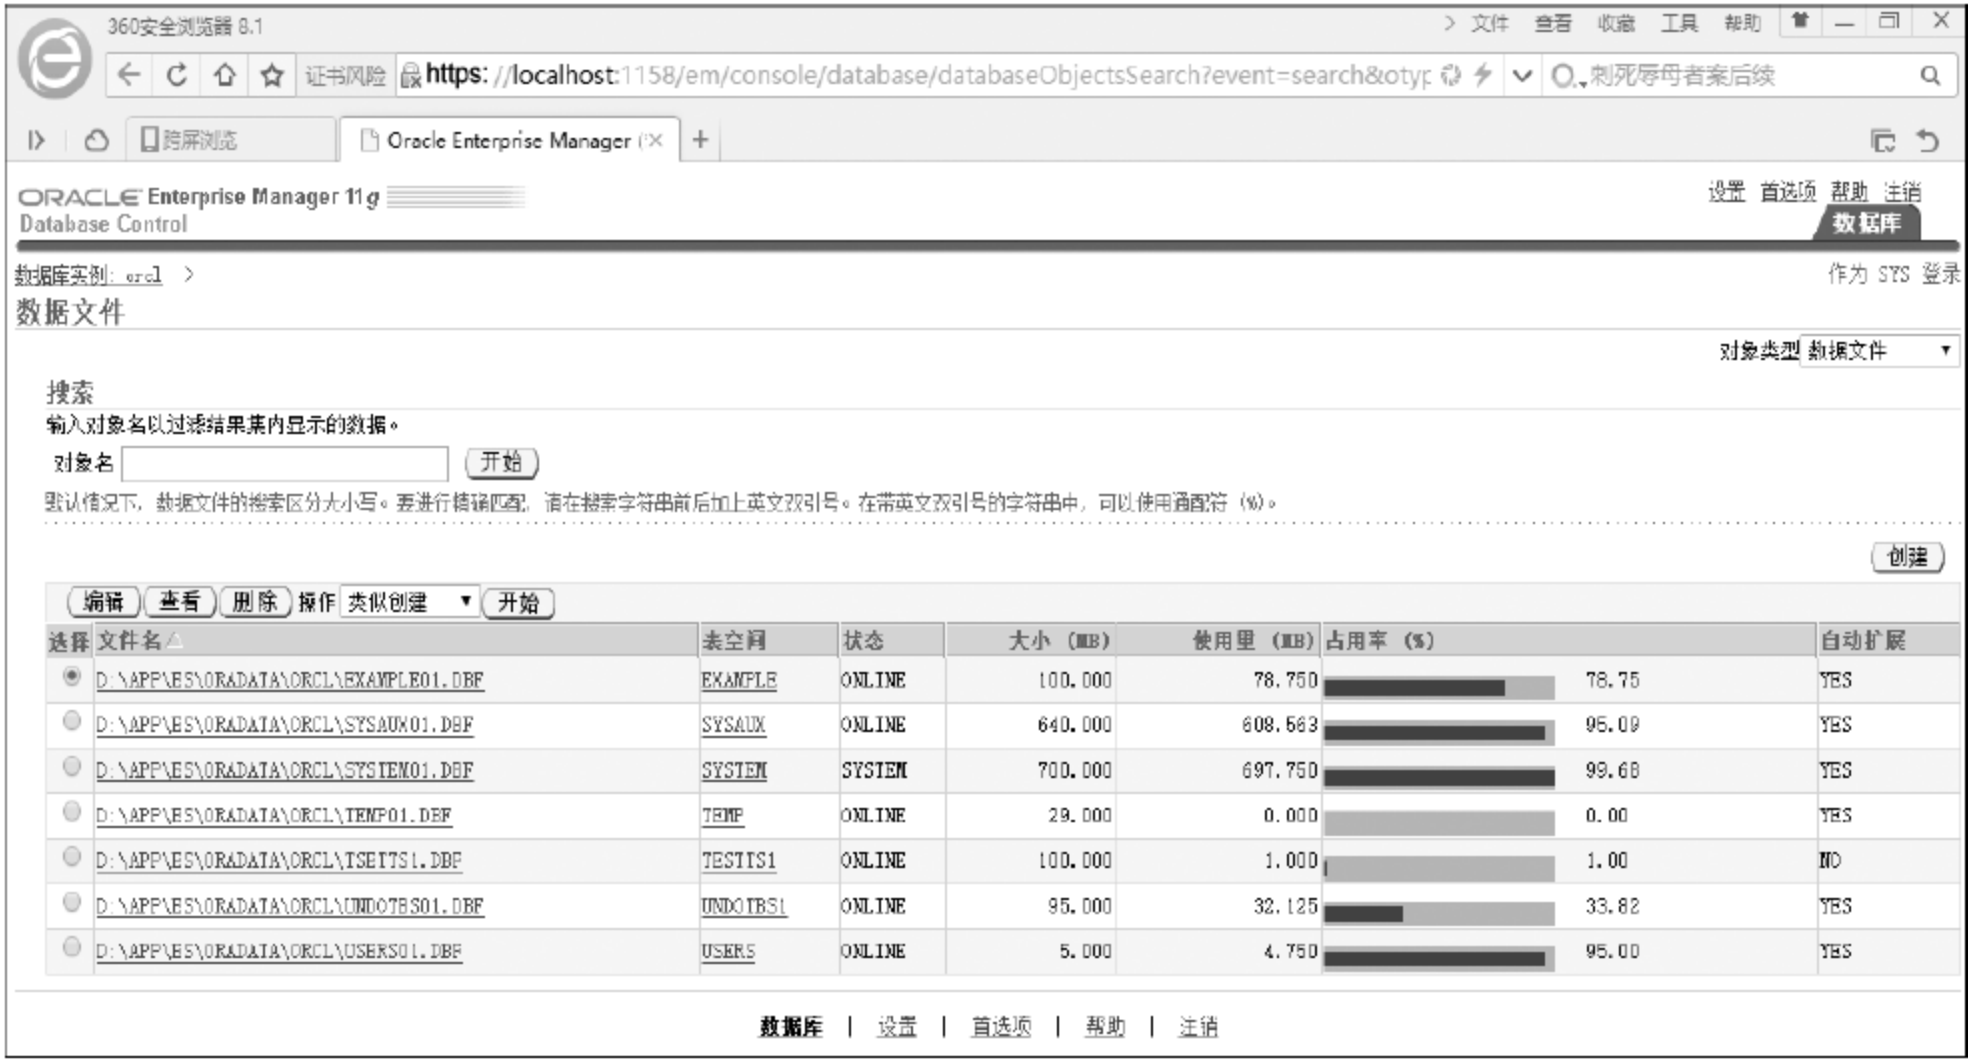 360安全浏览器 8.1
> 文件 查看 收藏 工具 帮助
证书风险 https://localhost:1158/em/console/database/databaseObjectsSearch?event=search&otyp
刺死辱母者案后续
跨屏浏览
Oracle Enterprise Manager (
ORACLE Enterprise Manager 11g
Database Control
设置 首选项 帮助 注销
数据库
数据库实例: orcl >
作为 SYS 登录
数据文件
对象类型 数据文件
搜索
输入对象名以过滤结果集内显示的数据。
对象名 开始
默认情况下, 数据文件的搜索区分大小写。要进行精确匹配, 请在搜索字符串前后加上英文双引号。在带英文双引号的字符串中, 可以使用通配符 (%)。
创建
编辑 查看 删除 操作 类似创建 开始
选择 文件名 表空间 状态 大小 (MB) 使用量 (MB) 占用率 (%) 自动扩展
D:\APP\BS\ORADATA\ORCL\EXAMPLE01.DBF EXAMPLE ONLINE 100.000 78.750 78.75 YES
D:\APP\BS\ORADATA\ORCL\SYSAUX01.DBF SYSAUX ONLINE 640.000 608.563 95.09 YES
D:\APP\BS\ORADATA\ORCL\SYSTEM01.DBF SYSTEM SYSTEM 700.000 697.750 99.68 YES
D:\APP\BS\ORADATA\ORCL\TEMP01.DBF TEMP ONLINE 29.000 0.000 0.00 YES
D:\APP\BS\ORADATA\ORCL\TSETTS1.DBF TESTTS1 ONLINE 100.000 1.000 1.00 NO
D:\APP\BS\ORADATA\ORCL\UNDOTBS01.DBF UNDOTBS1 ONLINE 95.000 32.125 33.82 YES
D:\APP\BS\ORADATA\ORCL\USERS01.DBF USERS ONLINE 5.000 4.750 95.00 YES
数据库 | 设置 | 首选项 | 帮助 | 注销